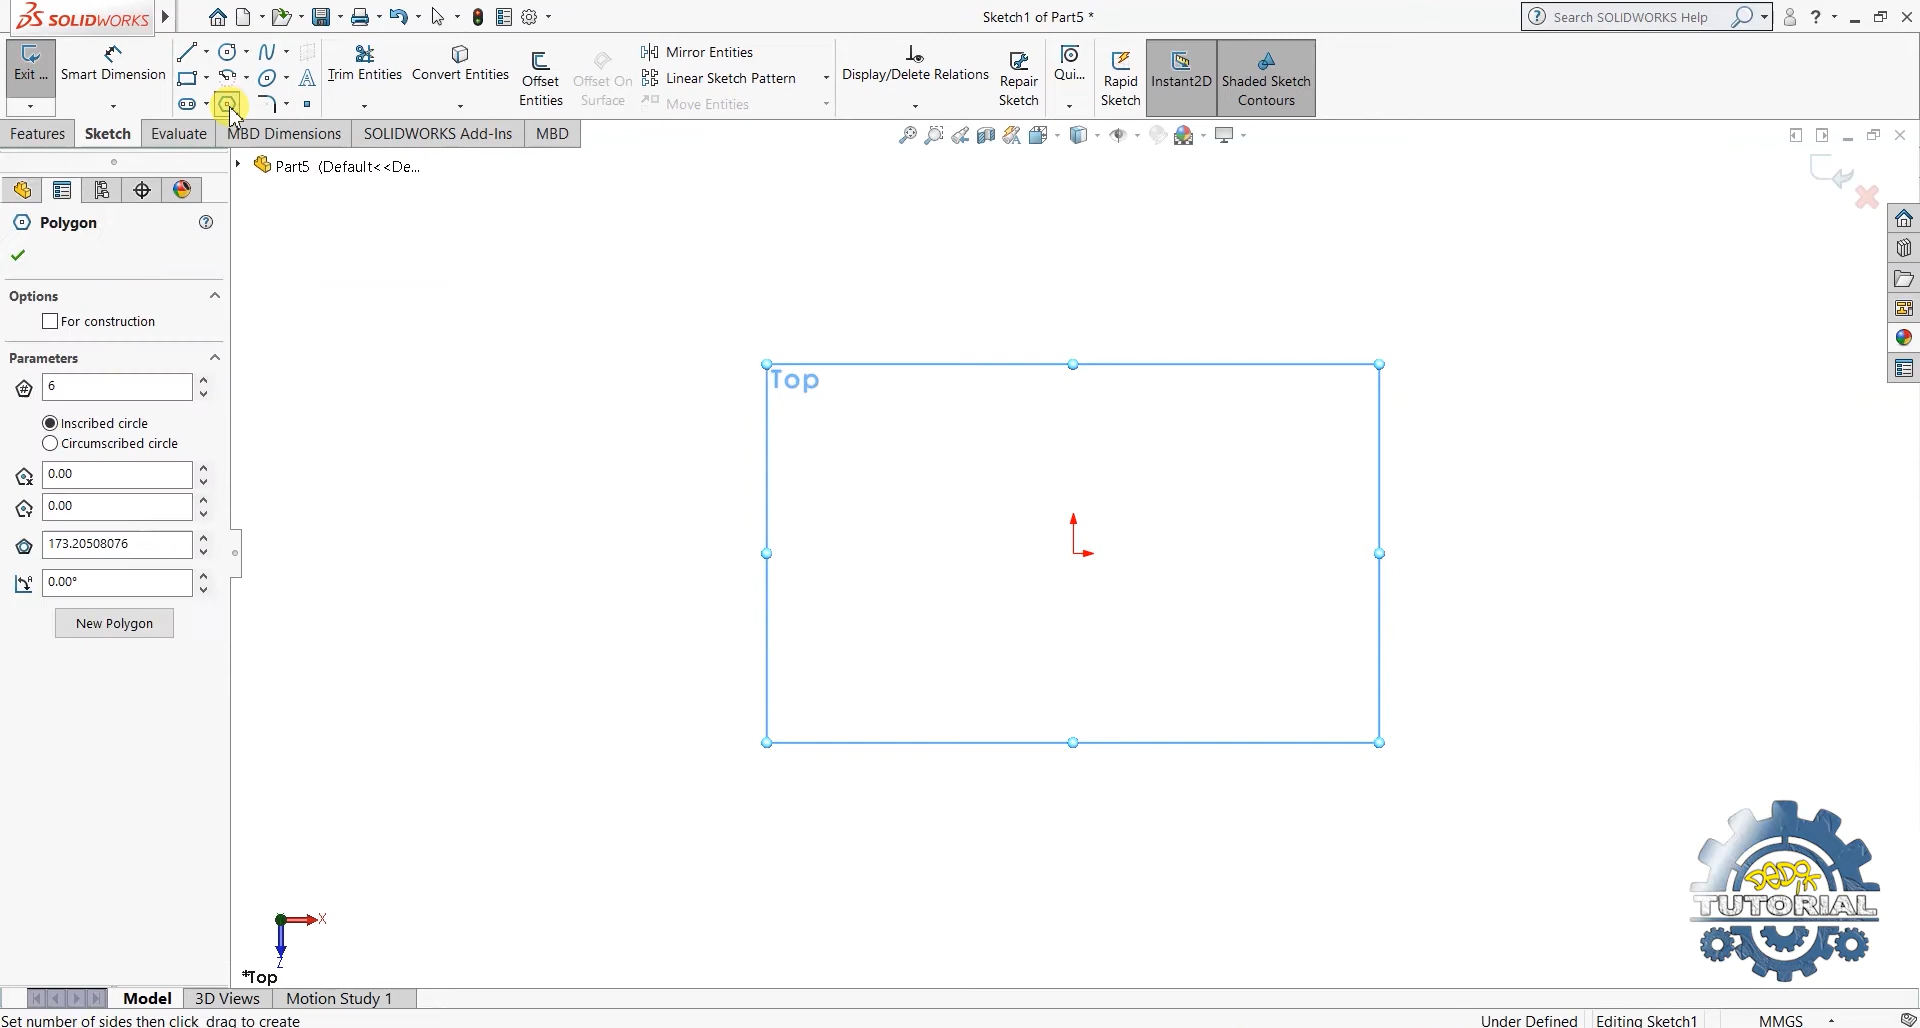 SOLIDWORKS
Sketch1 of Part5 *
Search SOLIDWORKS Help
Exit ...
Smart Dimension
Trim Entities
Convert Entities
Offset
Entities
Offset On
Surface
Mirror Entities
Linear Sketch Pattern
Move Entities
Display/Delete Relations
Repair
Sketch
Qui...
Rapid
Sketch
Instant2D
Shaded Sketch
Contours
Features
Sketch
Evaluate
MBD Dimensions
SOLIDWORKS Add-Ins
MBD
Part5 (Default<<De...
Polygon
Options
For construction
Parameters
6
Inscribed circle
Circumscribed circle
0.00
0.00
173.20508076
0.00°
New Polygon
Top
X
Z
*Top
DeDik
TUTORIAL
Model
3D Views
Motion Study 1
Set number of sides then click drag to create
Under Defined
Editing Sketch1
MMGS